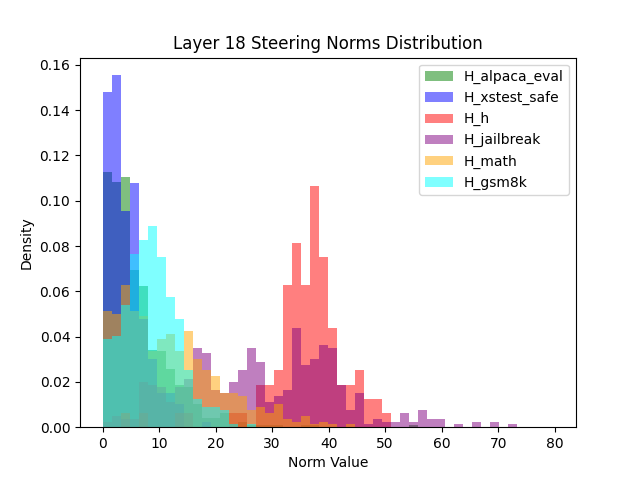 Layer 18 Steering Norms Distribution
0.16
0.14
0.12
0.10
0.08
0.06
0.04
0.02
0.00
Density
H_alpaca_eval
H_xstest_safe
H_h
H_jailbreak
H_math
H_gsm8k
0 10 20 30 40 50 60 70 80
Norm Value